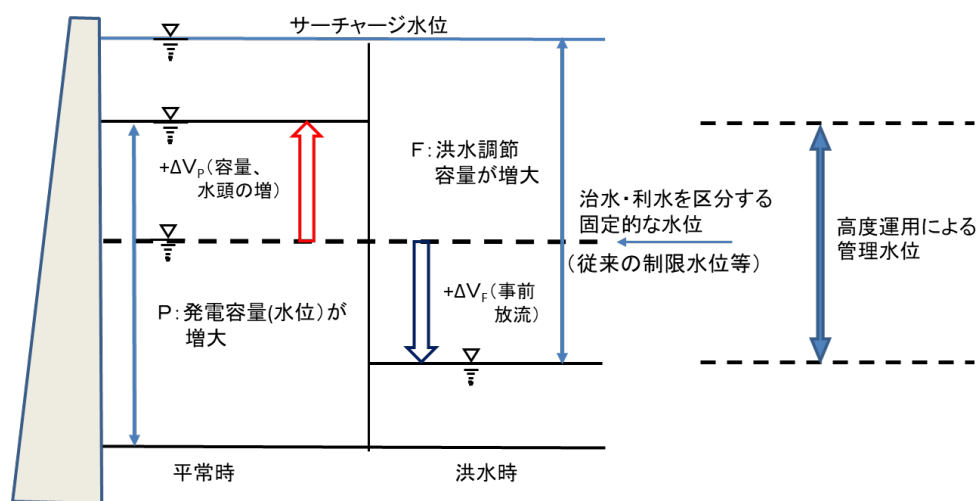 サーチャージ水位
+ΔVP(容量、
水頭の増)
F:洪水調節
容量が増大
治水・利水を区分する
固定的な水位
(従来の制限水位等)
高度運用による
管理水位
+ΔVF(事前
放流)
P:発電容量(水位)が
増大
平常時
洪水時